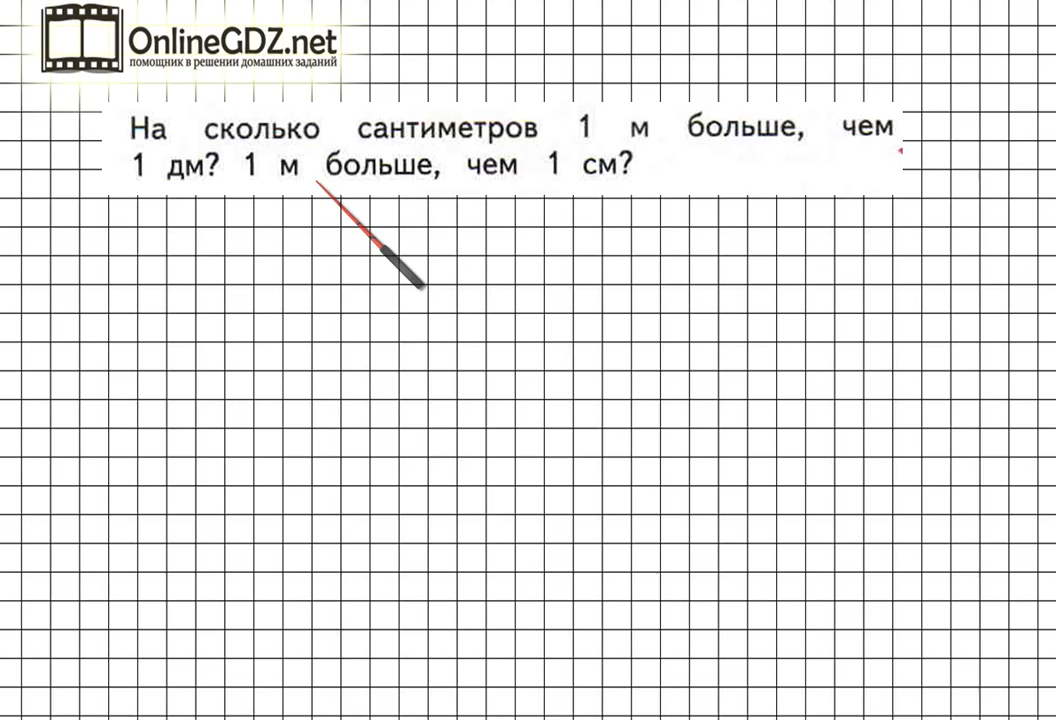 OnlineGDZ.net
помощник в решении домашних заданий
На сколько сантиметров 1 м больше, чем
1 дм? 1 м больше, чем 1 см?